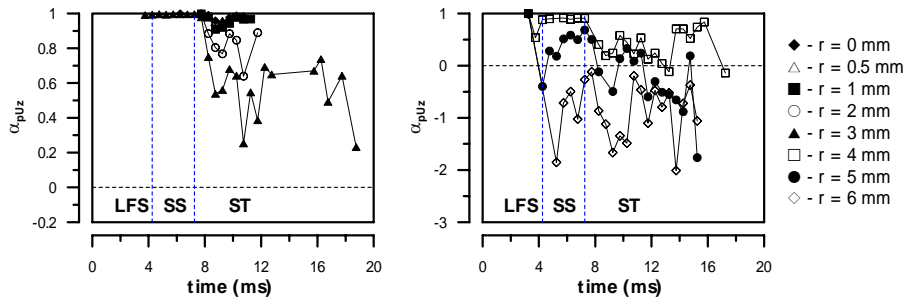 1
0.8
0.6
0.4
0.2
0
-0.2
αpUz
LFS SS ST
0 4 8 12 16 20
time (ms)
1
0
-1
-2
-3
αpUz
LFS SS ST
0 4 8 12 16 20
time (ms)
- r = 0 mm
- r = 0.5 mm
- r = 1 mm
- r = 2 mm
- r = 3 mm
- r = 4 mm
- r = 5 mm
- r = 6 mm